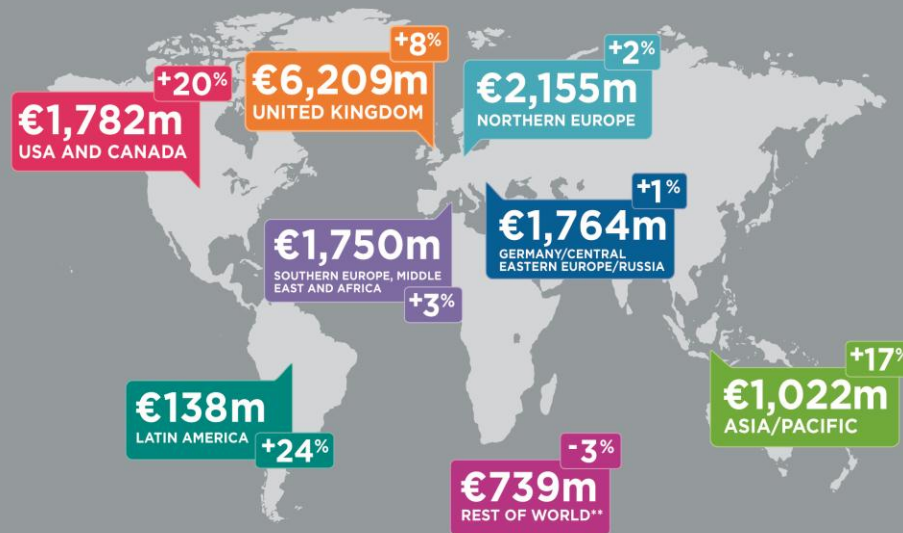 +20%
€1,782m
USA AND CANADA
+8%
€6,209m
UNITED KINGDOM
+2%
€2,155m
NORTHERN EUROPE
€1,750m
SOUTHERN EUROPE, MIDDLE
EAST AND AFRICA
+3%
+1%
€1,764m
GERMANY/CENTRAL
EASTERN EUROPE/RUSSIA
€138m
LATIN AMERICA
+24%
-3%
€739m
REST OF WORLD**
+17%
€1,022m
ASIA/PACIFIC